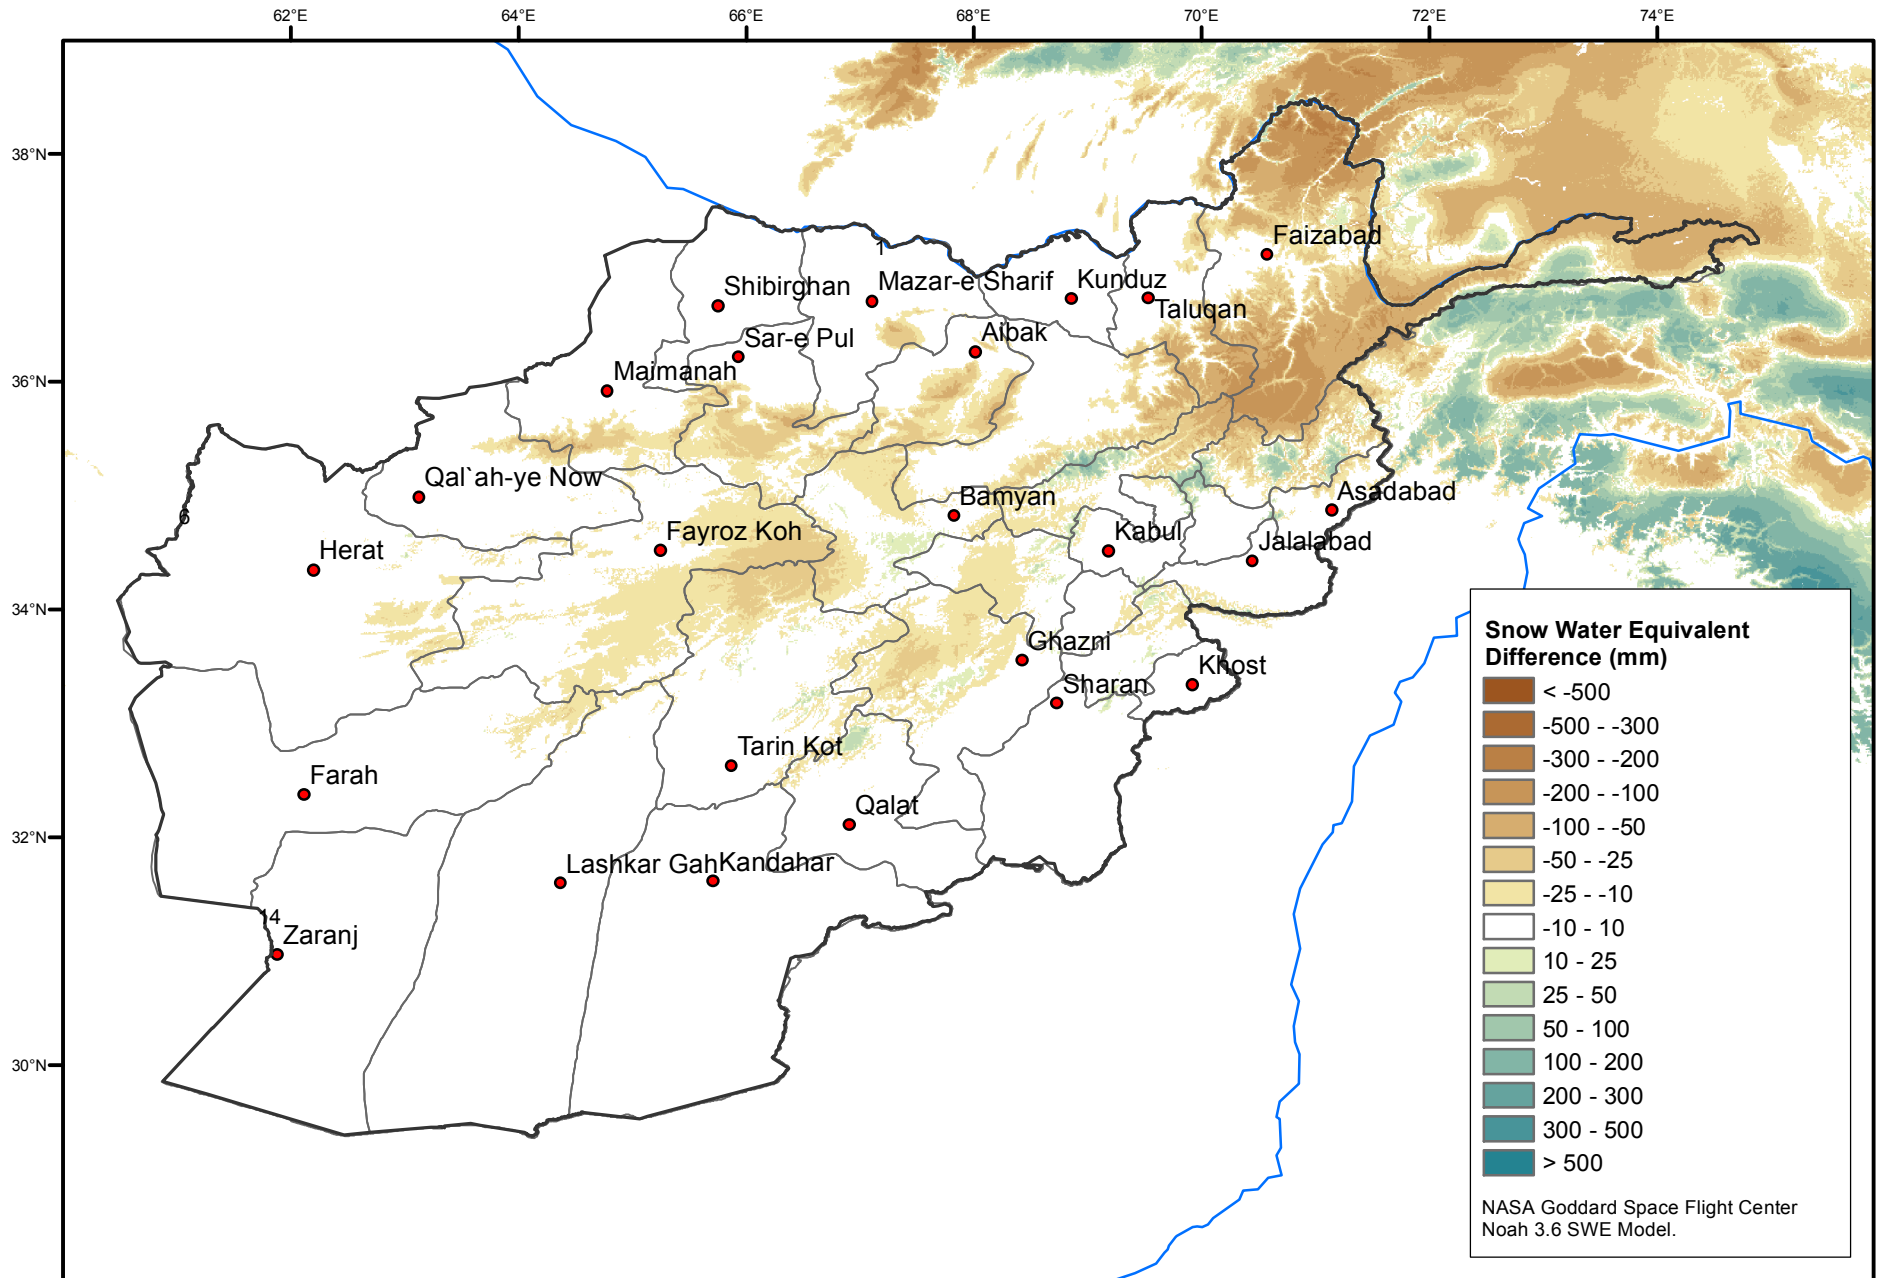 62°E
64°E
66°E
68°E
70°E
72°E
74°E
38°N
36°N
34°N
32°N
30°N
1
Faizabad
Shibirghan
Mazar-e Sharif
Kunduz
Taluqan
Sar-e Pul
Aibak
Maimanah
Qal`ah-ye Now
Bamyan
Asadabad
6
Herat
Fayroz Koh
Kabul
Jalalabad
Ghazni
Khost
Sharan
Tarin Kot
Farah
Qalat
Lashkar Gah
Kandahar
14
Zaranj
Snow Water Equivalent
Difference (mm)
< -500
-500 - -300
-300 - -200
-200 - -100
-100 - -50
-50 - -25
-25 - -10
-10 - 10
10 - 25
25 - 50
50 - 100
100 - 200
200 - 300
300 - 500
> 500
NASA Goddard Space Flight Center
Noah 3.6 SWE Model.